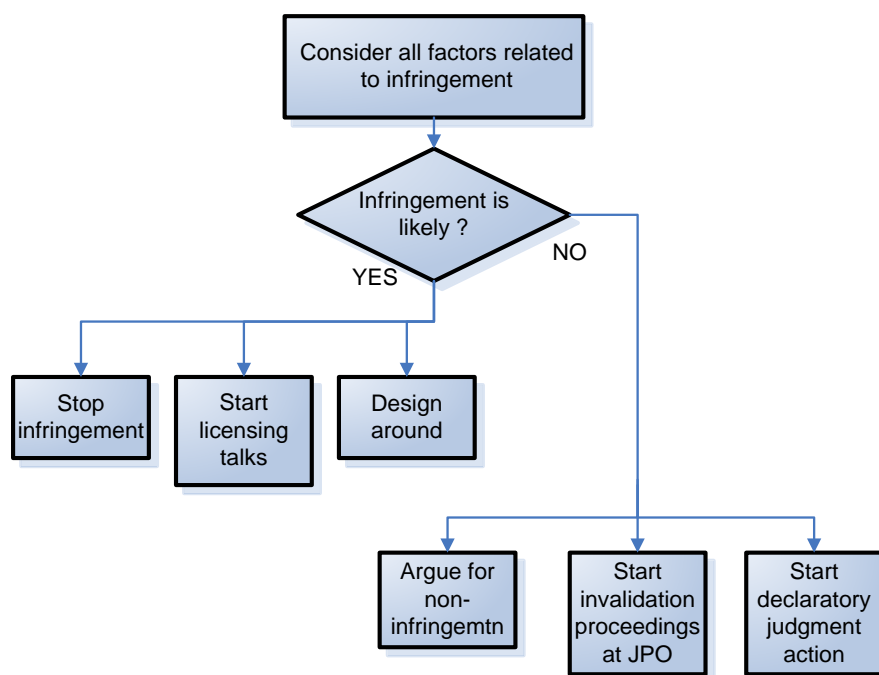 Consider all factors related
to infringement
Infringement is
likely ?
YES
NO
Stop
infringement
Start
licensing
talks
Design
around
Argue for
non-
infringemtn
Start
invalidation
proceedings
at JPO
Start
declaratory
judgment
action